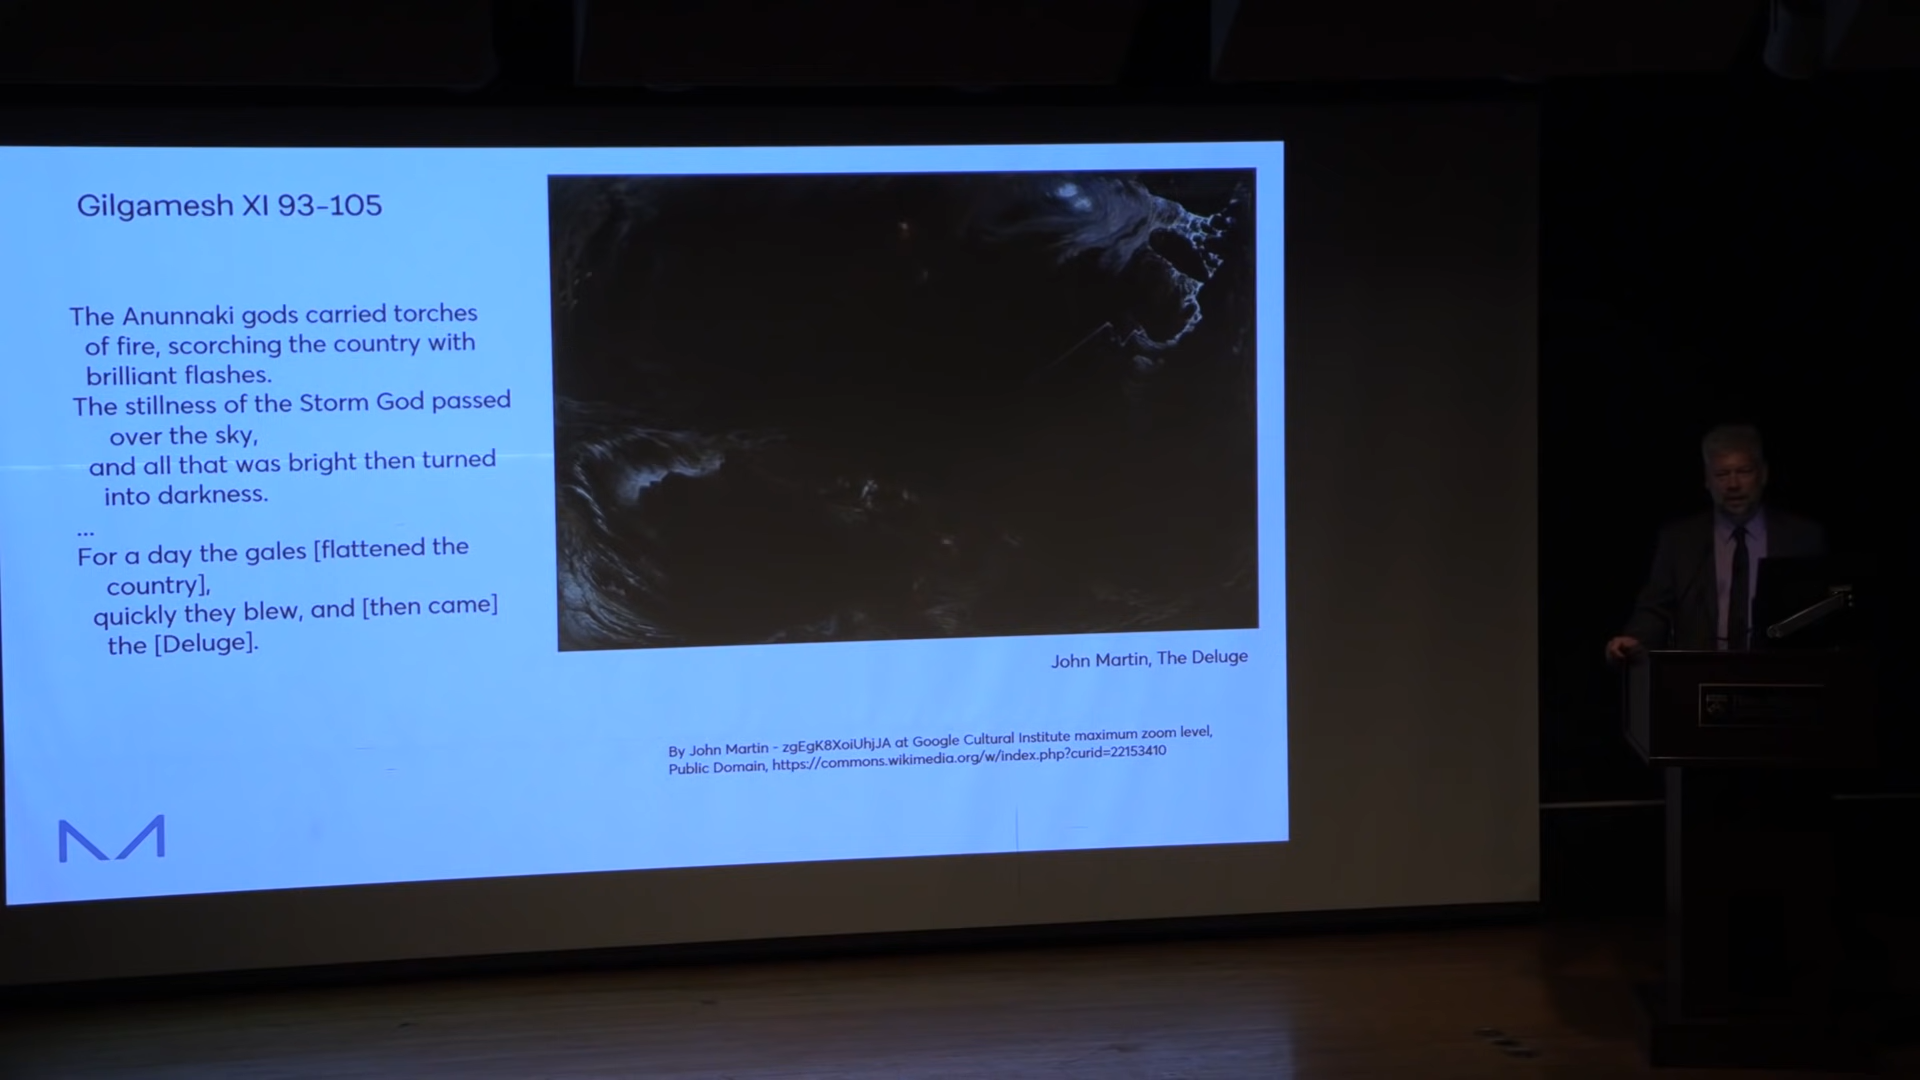 Gilgamesh XI 93-105
The Anunnaki gods carried torches
of fire, scorching the country with
brilliant flashes.
The stillness of the Storm God passed
over the sky,
and all that was bright then turned
into darkness.
...
For a day the gales [flattened the
country],
quickly they blew, and [then came]
the [Deluge].
John Martin, The Deluge
By John Martin - zgEgK8XoiUhjJA at Google Cultural Institute maximum zoom level,
Public Domain, https://commons.wikimedia.org/w/index.php?curid=22153410